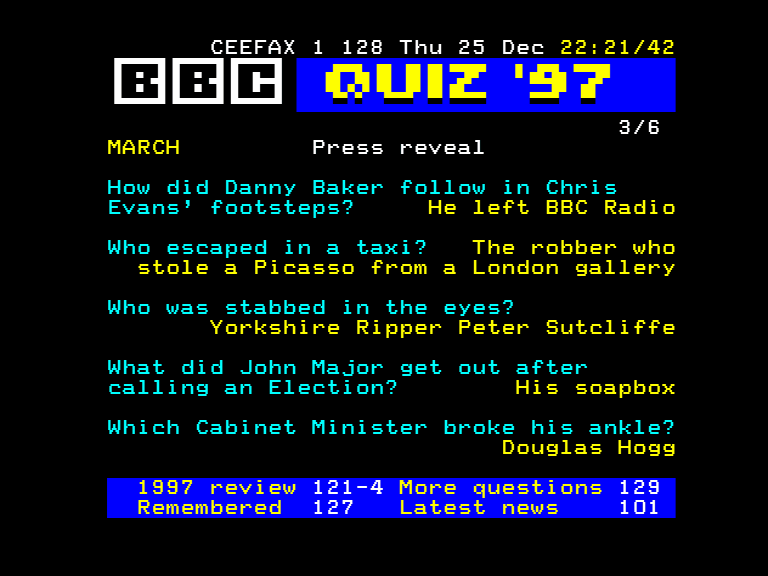 CEEFAX 1 128 Thu 25 Dec 22:21/42
BBC QUIZ '97
3/6
MARCH Press reveal
How did Danny Baker follow in Chris
Evans' footsteps? He left BBC Radio
Who escaped in a taxi? The robber who
stole a Picasso from a London gallery
Who was stabbed in the eyes?
Yorkshire Ripper Peter Sutcliffe
What did John Major get out after
calling an Election? His soapbox
Which Cabinet Minister broke his ankle?
Douglas Hogg
1997 review 121-4 More questions 129
Remembered 127 Latest news 101